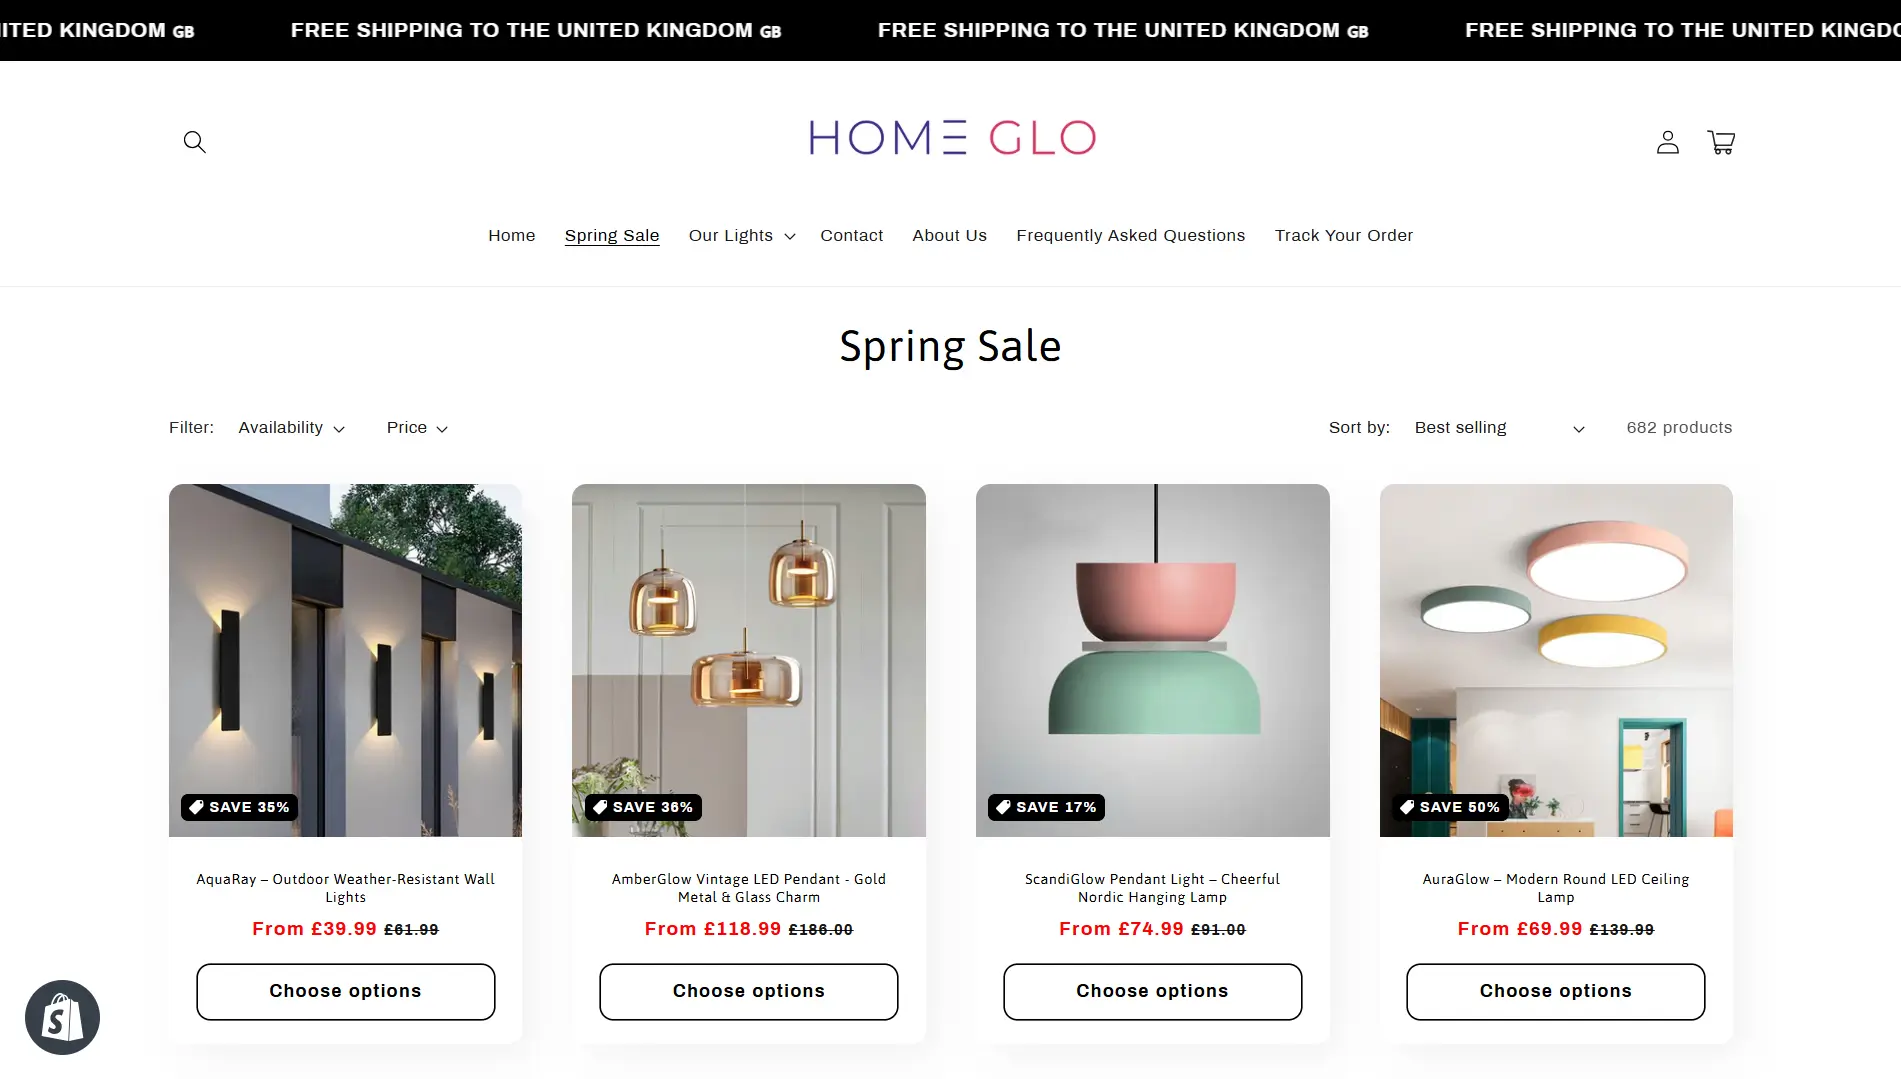 ITED KINGDOM GB FREE SHIPPING TO THE UNITED KINGDOM GB FREE SHIPPING TO THE UNITED KINGDOM GB FREE SHIPPING TO THE UNITED KINGDO
HOME GLO
Home Spring Sale Our Lights Contact About Us Frequently Asked Questions Track Your Order
Spring Sale
Filter: Availability Price Sort by: Best selling 682 products
SAVE 35%
SAVE 36%
SAVE 17%
SAVE 50%
AquaRay – Outdoor Weather-Resistant Wall
Lights
From £39.99 £61.99
Choose options
AmberGlow Vintage LED Pendant - Gold
Metal & Glass Charm
From £118.99 £186.00
Choose options
ScandiGlow Pendant Light – Cheerful
Nordic Hanging Lamp
From £74.99 £91.00
Choose options
AuraGlow – Modern Round LED Ceiling
Lamp
From £69.99 £139.99
Choose options
S